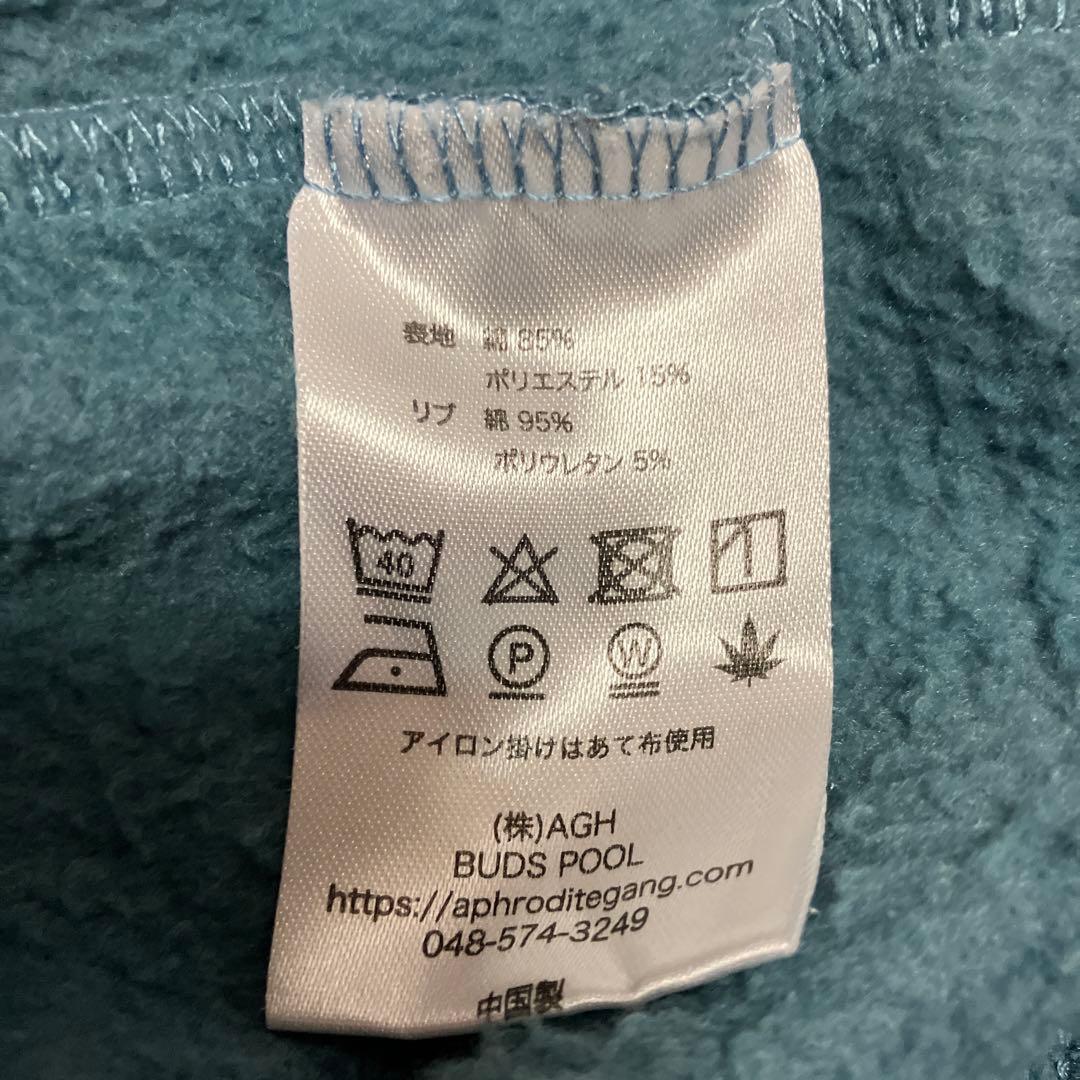 表地 綿 85%
ポリエステル 15%
リブ 綿 95%
ポリウレタン 5%
40
P
W
アイロン掛けはあて布使用
(株)AGH
BUDS POOL
https://aphroditegang.com
048-574-3249
中国製